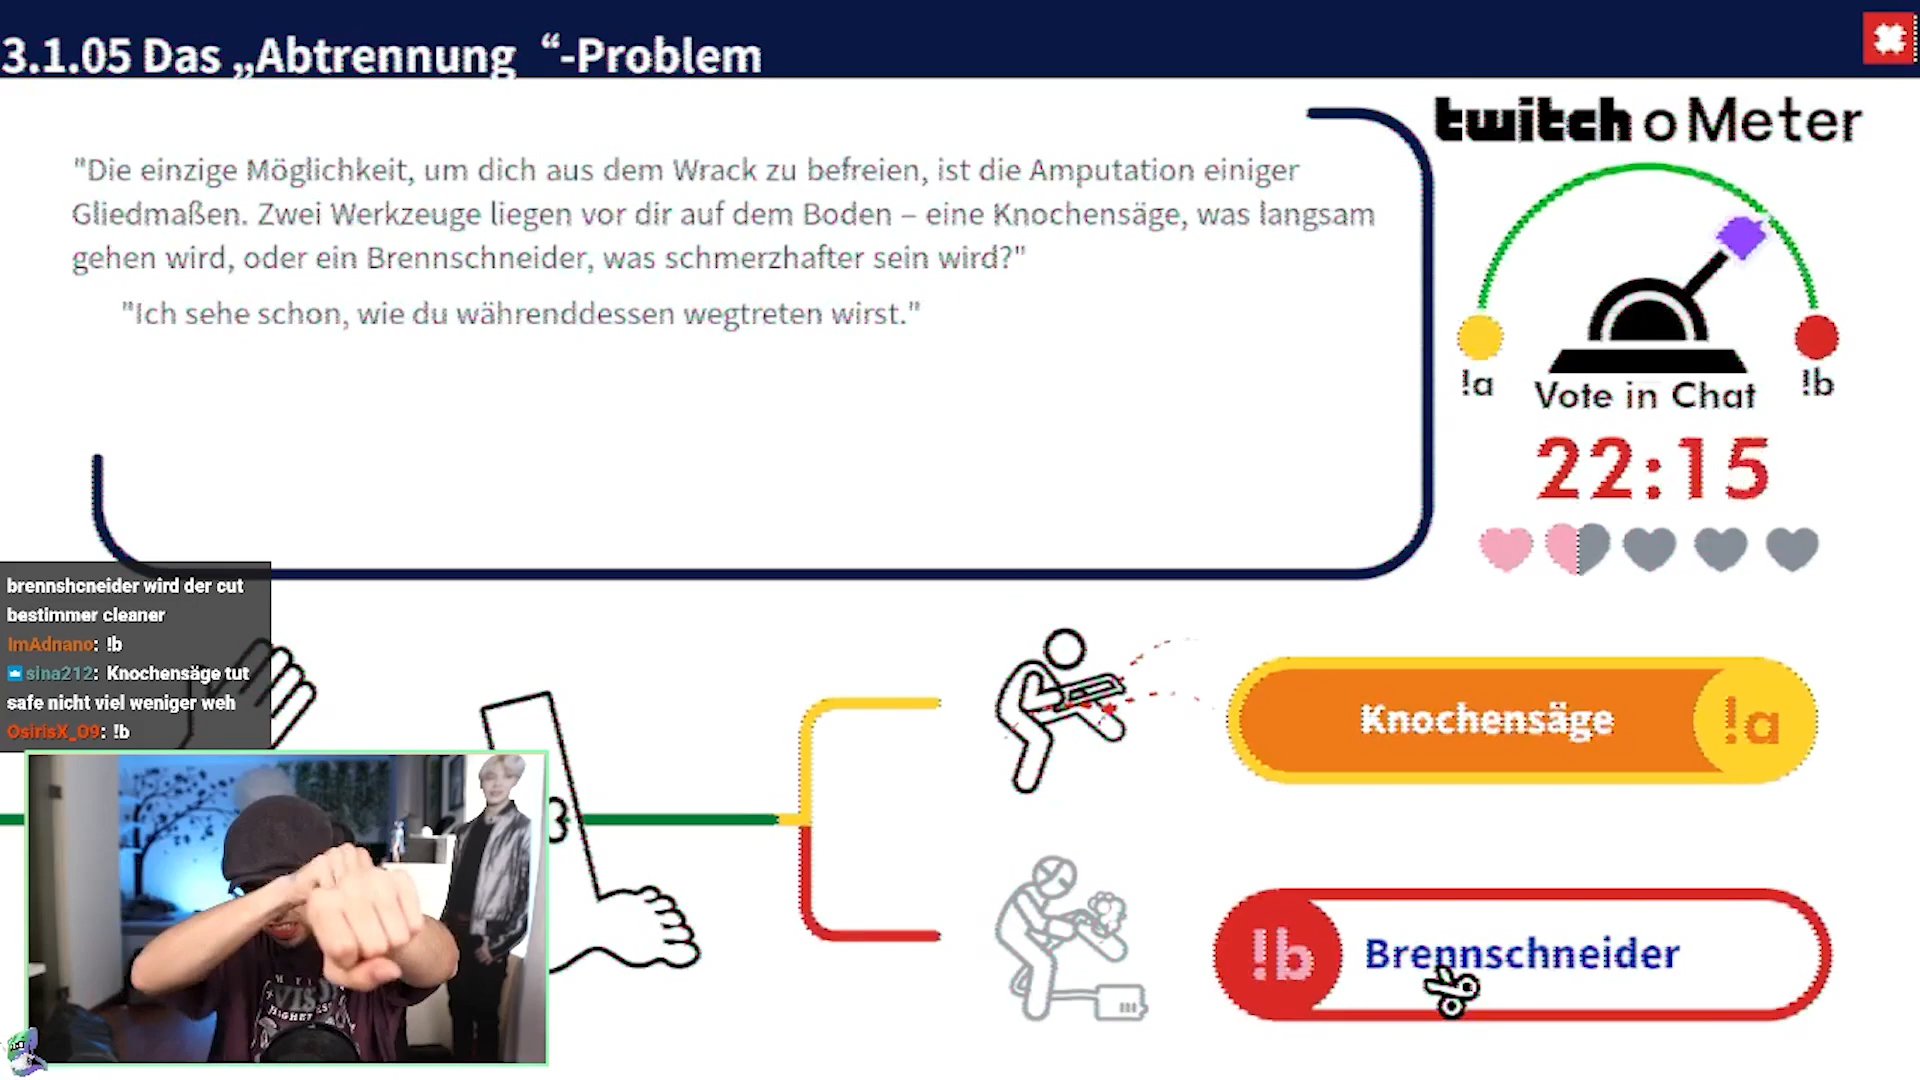 3.1.05 Das „Abtrennung “-Problem
"Die einzige Möglichkeit, um dich aus dem Wrack zu befreien, ist die Amputation einiger
Gliedmaßen. Zwei Werkzeuge liegen vor dir auf dem Boden – eine Knochensäge, was langsam
gehen wird, oder ein Brennschneider, was schmerzhafter sein wird?"
"Ich sehe schon, wie du währenddessen wegtreten wirst."
twitch o Meter
!a
!b
Vote in Chat
22:15
brennshcneider wird der cut
bestimmer cleaner
ImAdnano: !b
sina212: Knochensäge tut
safe nicht viel weniger weh
OsirisX_09: !b
Knochensäge !a
!b Brennschneider